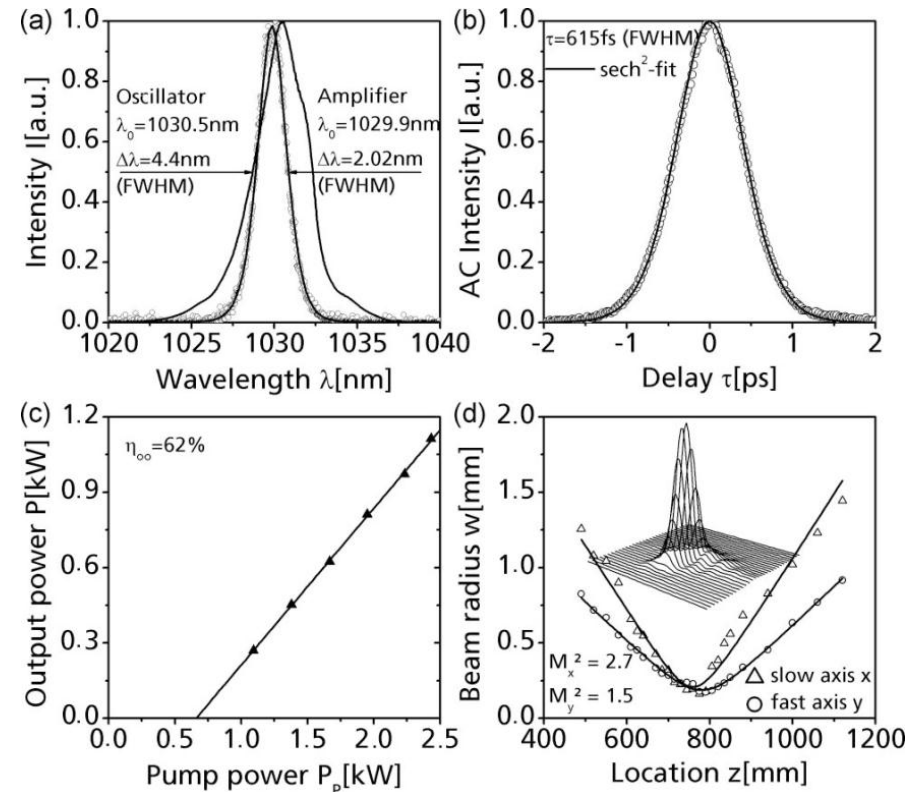 (a)
1.0
0.8
0.6
0.4
0.2
0.0
Intensity I[a.u.]
Oscillator
λ₀=1030.5nm
Δλ=4.4nm
(FWHM)
Amplifier
λ₀=1029.9nm
Δλ=2.02nm
(FWHM)
1020 1025 1030 1035 1040
Wavelength λ[nm]
(b)
1.0
0.8
0.6
0.4
0.2
0.0
AC Intensity I[a.u.]
τ=615fs (FWHM)
sech²-fit
-2 -1 0 1 2
Delay τ[ps]
(c)
1.2
0.9
0.6
0.3
0.0
Output power P[kW]
η₀₀=62%
0.0 0.5 1.0 1.5 2.0 2.5
Pump power Pₚ[kW]
(d)
2.0
1.5
1.0
0.5
0.0
Beam radius w[mm]
Mₓ² = 2.7
Mᵧ² = 1.5
slow axis x
fast axis y
400 600 800 1000 1200
Location z[mm]